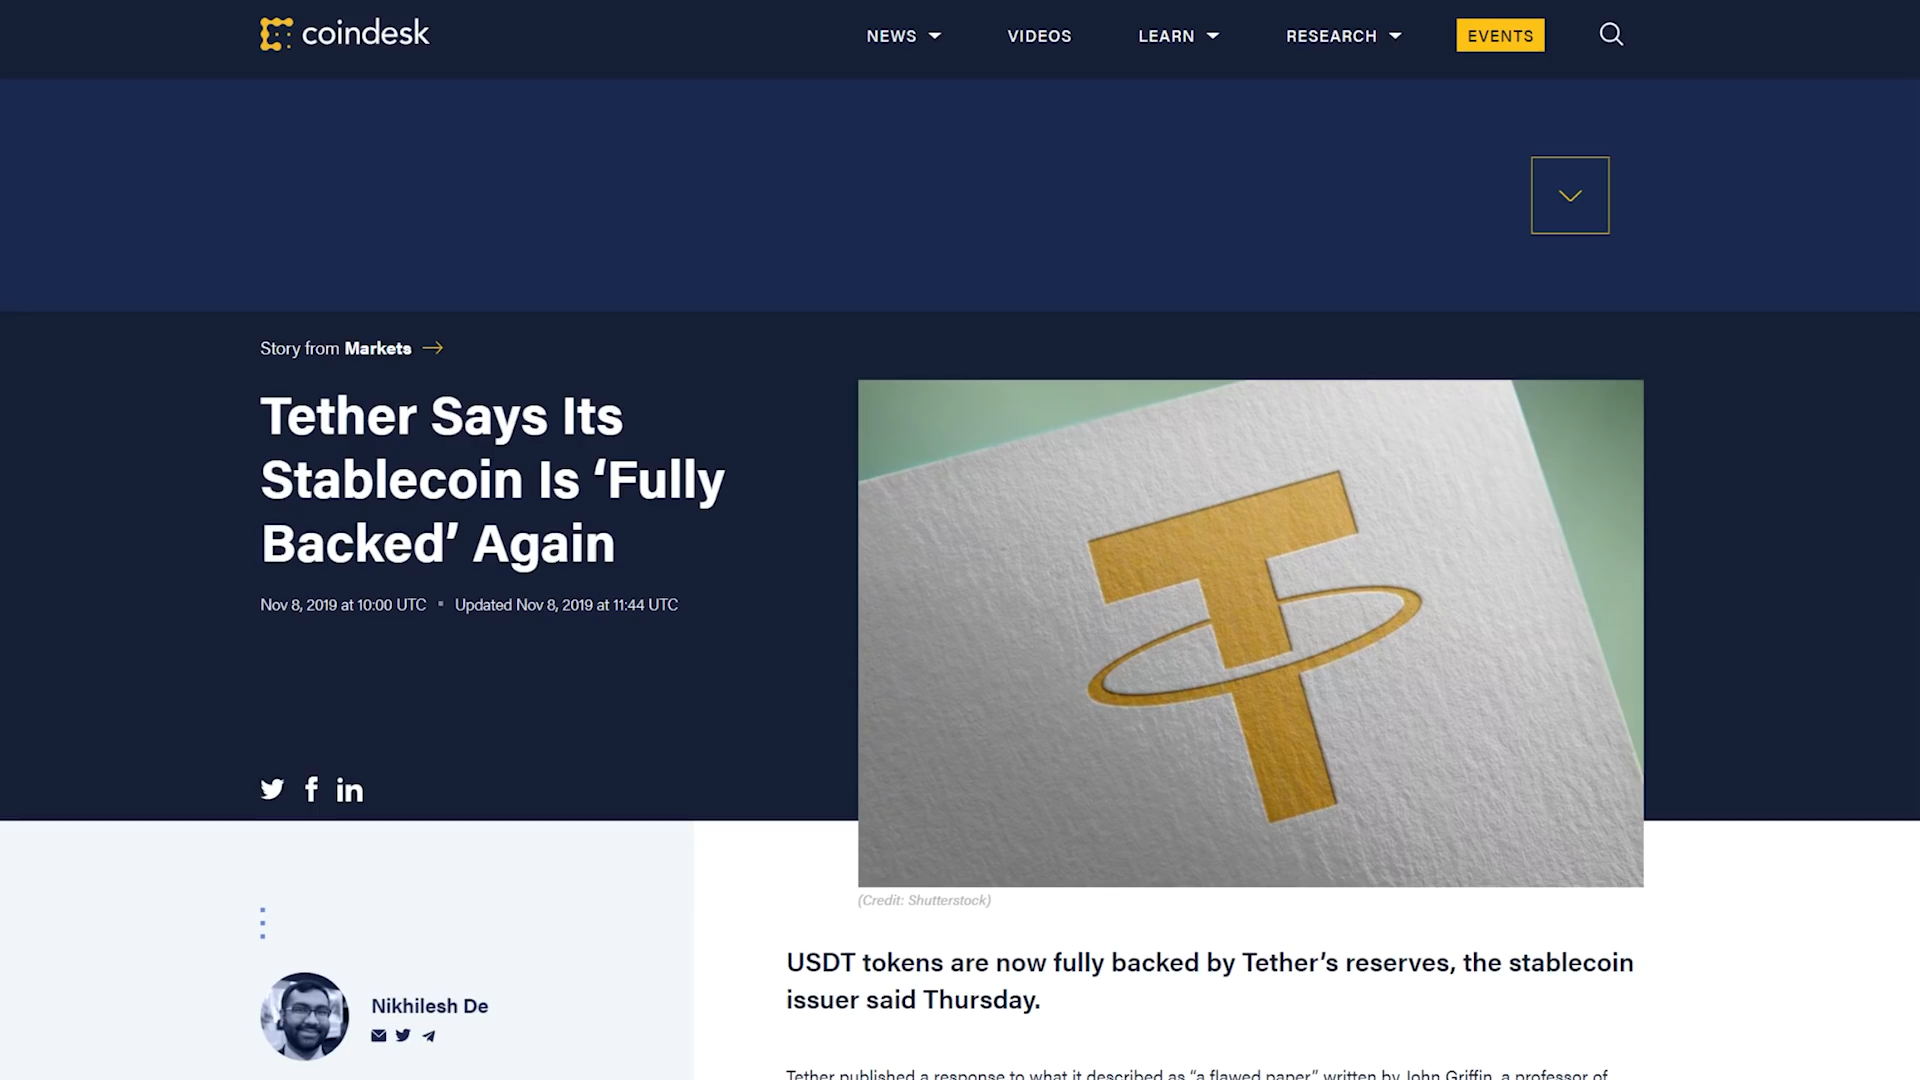 coindesk
NEWS
VIDEOS
LEARN
RESEARCH
EVENTS
Story from Markets
Tether Says Its
Stablecoin Is ‘Fully
Backed’ Again
Nov 8, 2019 at 10:00 UTC
Updated Nov 8, 2019 at 11:44 UTC
(Credit: Shutterstock)
USDT tokens are now fully backed by Tether’s reserves, the stablecoin
issuer said Thursday.
Nikhilesh De
Tether published a response to what it described as “a flawed paper” written by John Griffin, a professor of